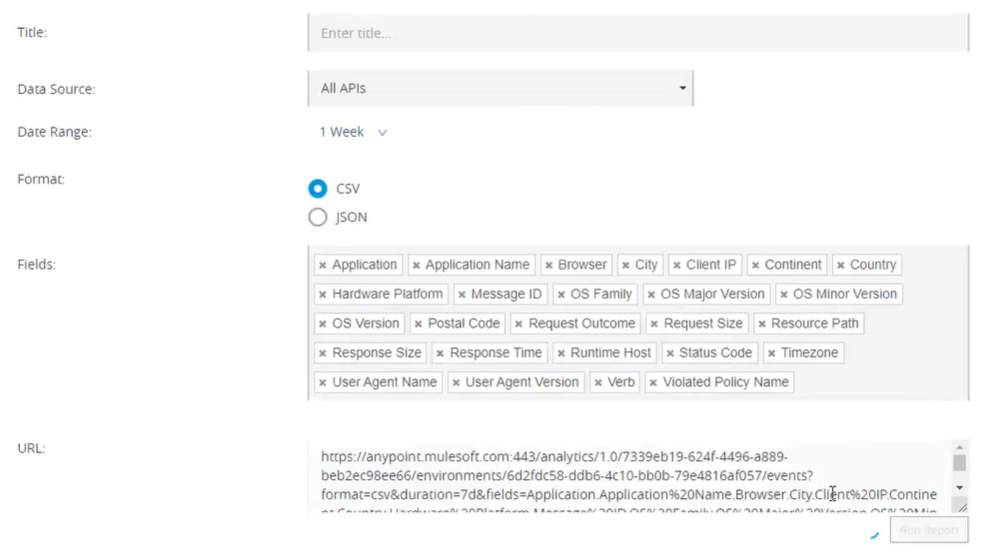 Title: Enter title...
Data Source: All APIs
Date Range: 1 Week
Format: CSV
JSON
Fields: × Application × Application Name × Browser × City × Client IP × Continent × Country
× Hardware Platform × Message ID × OS Family × OS Major Version × OS Minor Version
× OS Version × Postal Code × Request Outcome × Request Size × Resource Path
× Response Size × Response Time × Runtime Host × Status Code × Timezone
× User Agent Name × User Agent Version × Verb × Violated Policy Name
URL: https://anypoint.mulesoft.com:443/analytics/1.0/7339eb19-624f-4496-a889-
beb2ec98ee66/environments/6d2fdc58-ddb6-4c10-bb0b-79e4816af057/events?
format=csv&duration=7d&fields=Application.Application%20Name.Browser.City.Client%20IP.Contine
nt.Country.Hardware%20Platform.Message%20ID.OS%20Family.OS%20Major%20Version.OS%20Min
Run Report